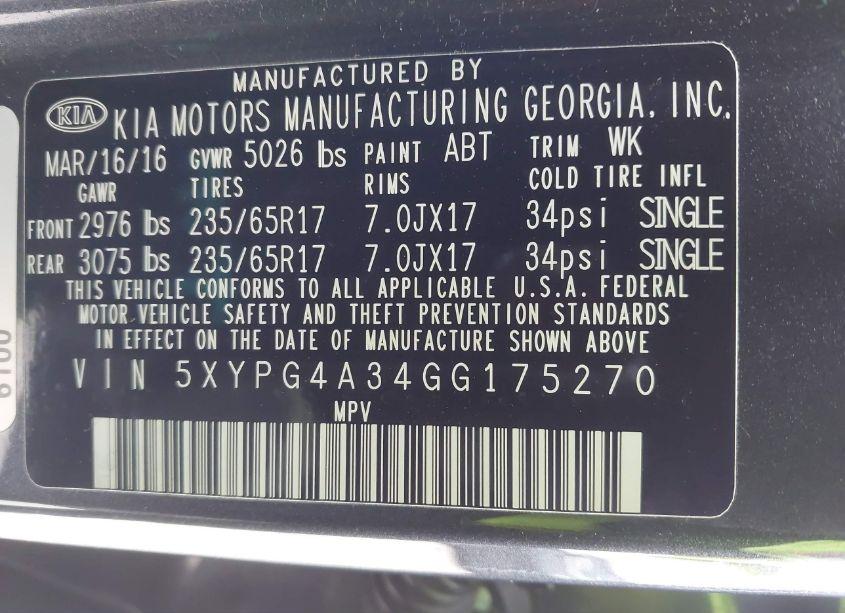 MANUFACTURED BY
KIA KIA MOTORS MANUFACTURING GEORGIA, INC.
MAR/16/16 GVWR 5026 lbs PAINT ABT TRIM WK
GAWR TIRES RIMS COLD TIRE INFL
FRONT 2976 lbs 235/65R17 7.0JX17 34psi SINGLE
REAR 3075 lbs 235/65R17 7.0JX17 34psi SINGLE
THIS VEHICLE CONFORMS TO ALL APPLICABLE U.S.A. FEDERAL
MOTOR VEHICLE SAFETY AND THEFT PREVENTION STANDARDS
IN EFFECT ON THE DATE OF MANUFACTURE SHOWN ABOVE
VIN 5XYPG4A34GG175270
MPV